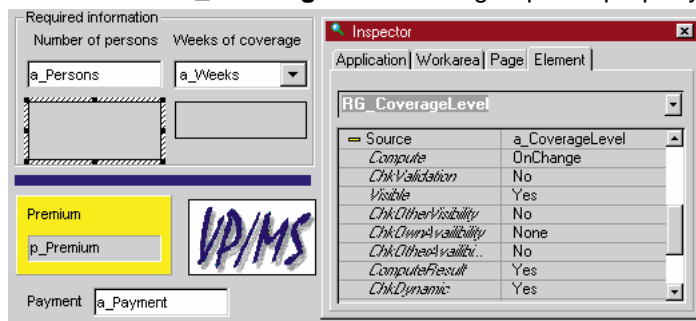 Required information
Number of persons Weeks of coverage
a_Persons a_Weeks
Premium
p_Premium
VP/MS
Payment a_Payment
Inspector
Application Workarea Page Element
RG_CoverageLevel
Source a_CoverageLevel
Compute OnChange
ChkValidation No
Visible Yes
ChkOtherVisibility No
ChkOwnAvailibility None
ChkOtherAvailibi... No
ComputeResult Yes
ChkDynamic Yes